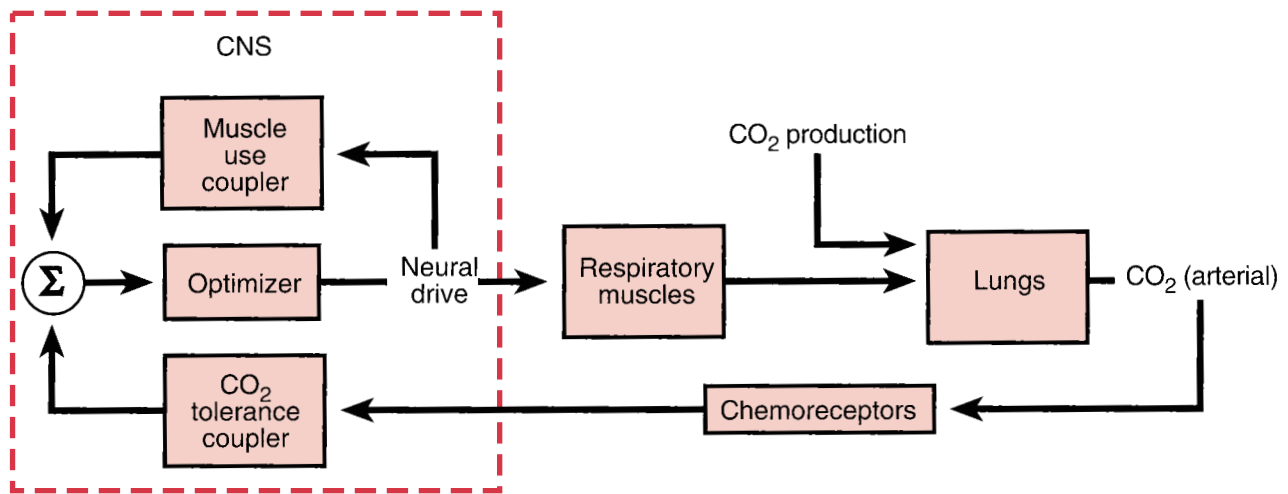 CNS
Muscle
use
coupler
CO₂ production
Σ
Optimizer
Neural
drive
Respiratory
muscles
Lungs
CO₂ (arterial)
CO₂
tolerance
coupler
Chemoreceptors